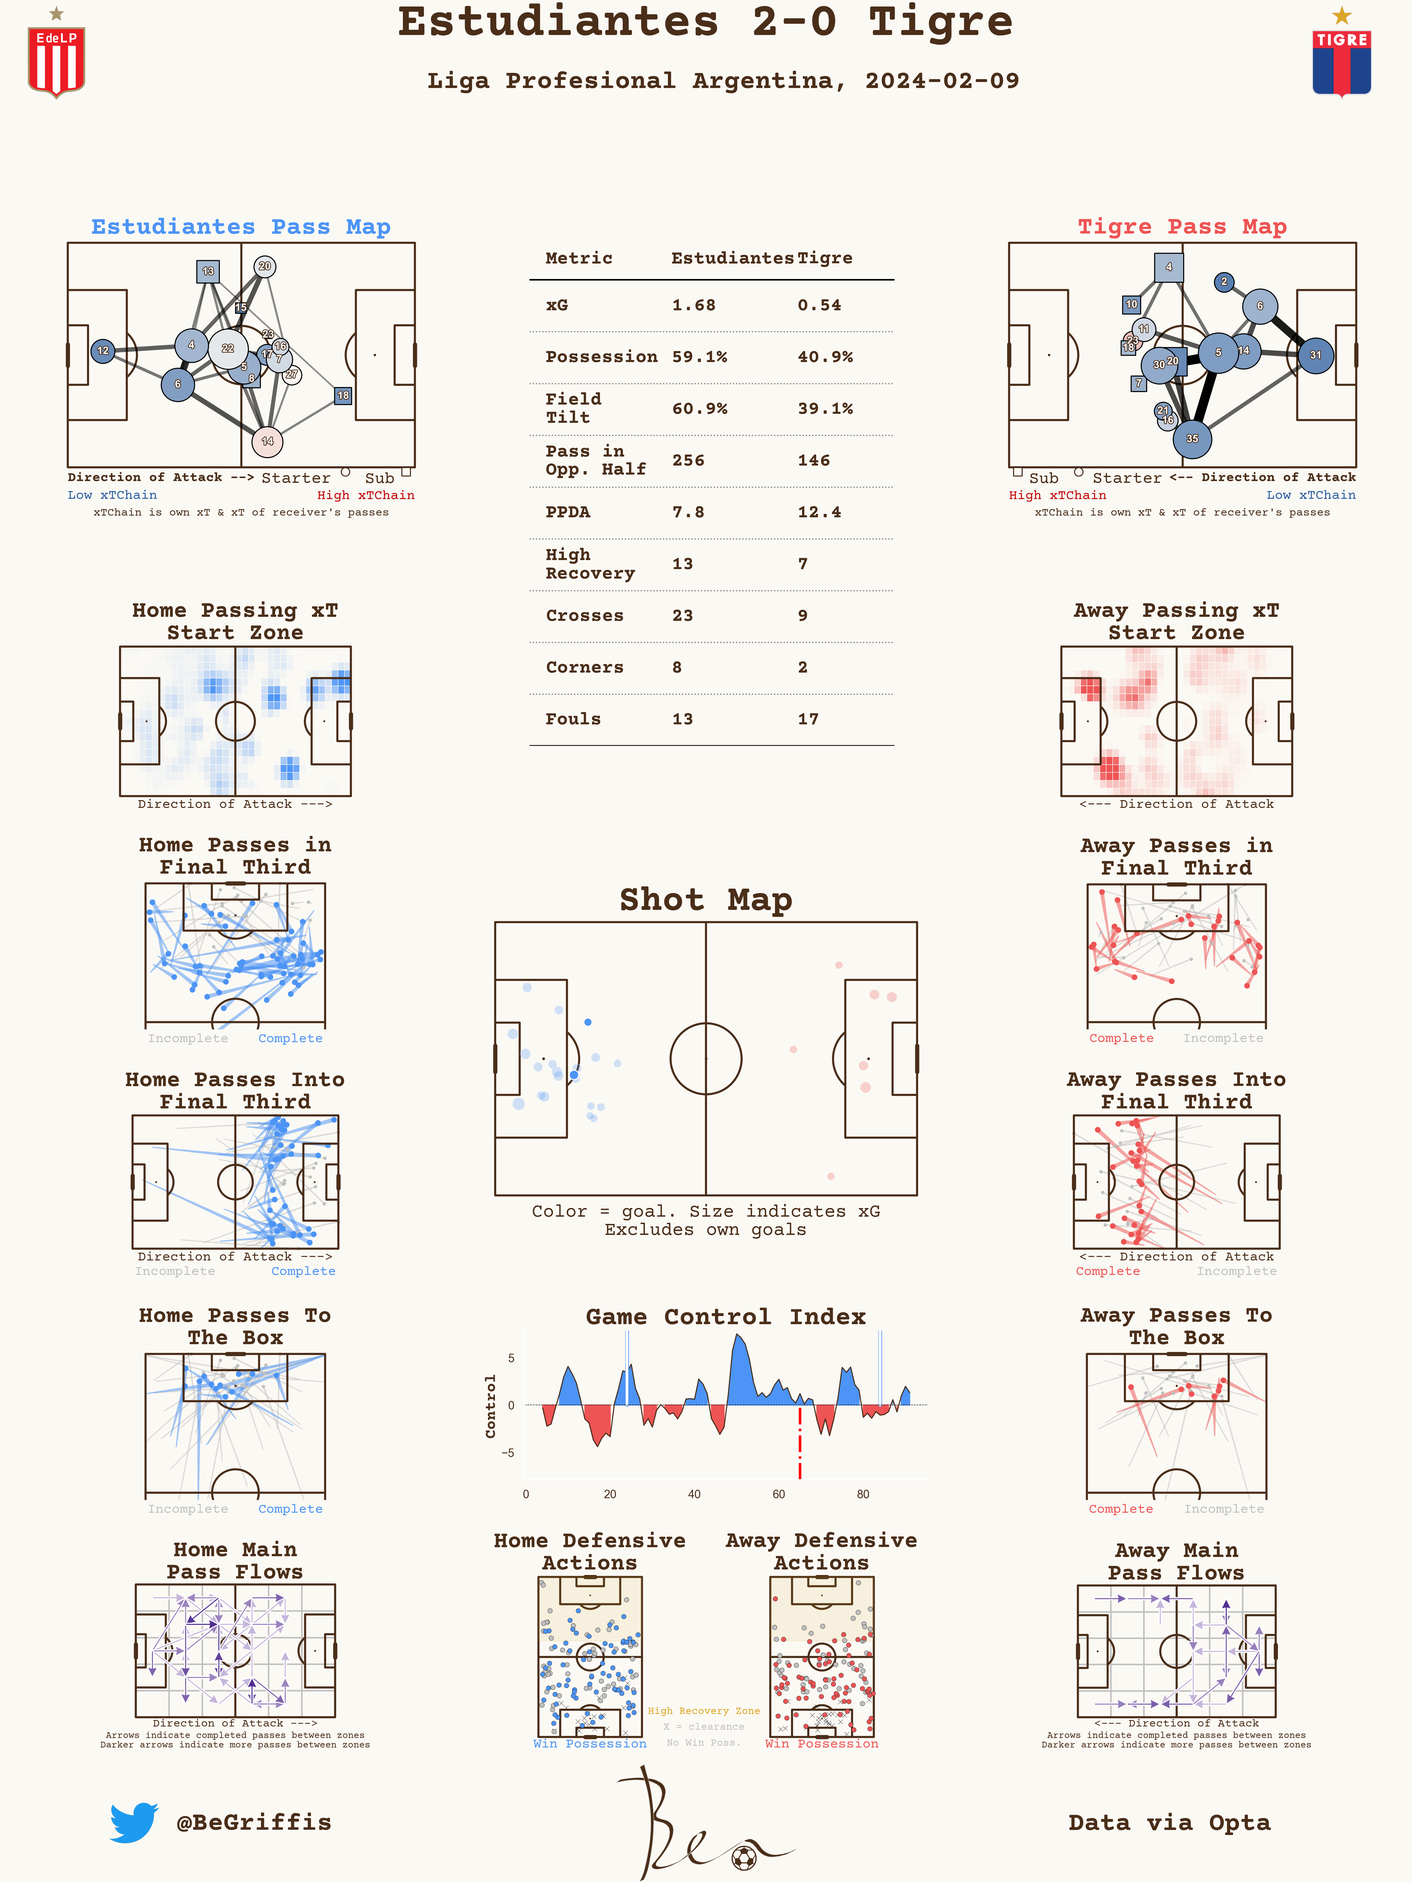 Estudiantes 2-0 Tigre
Liga Profesional Argentina, 2024-02-09
EdeLP
TIGRE
Estudiantes Pass Map
13
20
15
12
4
22
23
16
17
7
5
8
27
6
18
14
Direction of Attack --> Starter Sub
Low xTChain High xTChain
xTChain is own xT & xT of receiver's passes
Metric Estudiantes Tigre
xG 1.68 0.54
Possession 59.1% 40.9%
Field
Tilt 60.9% 39.1%
Pass in
Opp. Half 256 146
PPDA 7.8 12.4
High
Recovery 13 7
Crosses 23 9
Corners 8 2
Fouls 13 17
Tigre Pass Map
4
2
10
6
11
23
18
5
14
31
30
20
7
21
16
35
Sub Starter <-- Direction of Attack
High xTChain Low xTChain
xTChain is own xT & xT of receiver's passes
Home Passing xT
Start Zone
Direction of Attack --->
Away Passing xT
Start Zone
<--- Direction of Attack
Home Passes in
Final Third
Incomplete Complete
Away Passes in
Final Third
Complete Incomplete
Shot Map
Color = goal. Size indicates xG
Excludes own goals
Home Passes Into
Final Third
Direction of Attack --->
Incomplete Complete
Away Passes Into
Final Third
<--- Direction of Attack
Complete Incomplete
Home Passes To
The Box
Incomplete Complete
Game Control Index
Control
5
0
−5
0 20 40 60 80
Away Passes To
The Box
Complete Incomplete
Home Main
Pass Flows
Direction of Attack --->
Arrows indicate completed passes between zones
Darker arrows indicate more passes between zones
Home Defensive
Actions
Win Possession
Away Defensive
Actions
Win Possession
High Recovery Zone
X = clearance
No Win Poss.
Away Main
Pass Flows
<--- Direction of Attack
Arrows indicate completed passes between zones
Darker arrows indicate more passes between zones
@BeGriffis
Ben
Data via Opta